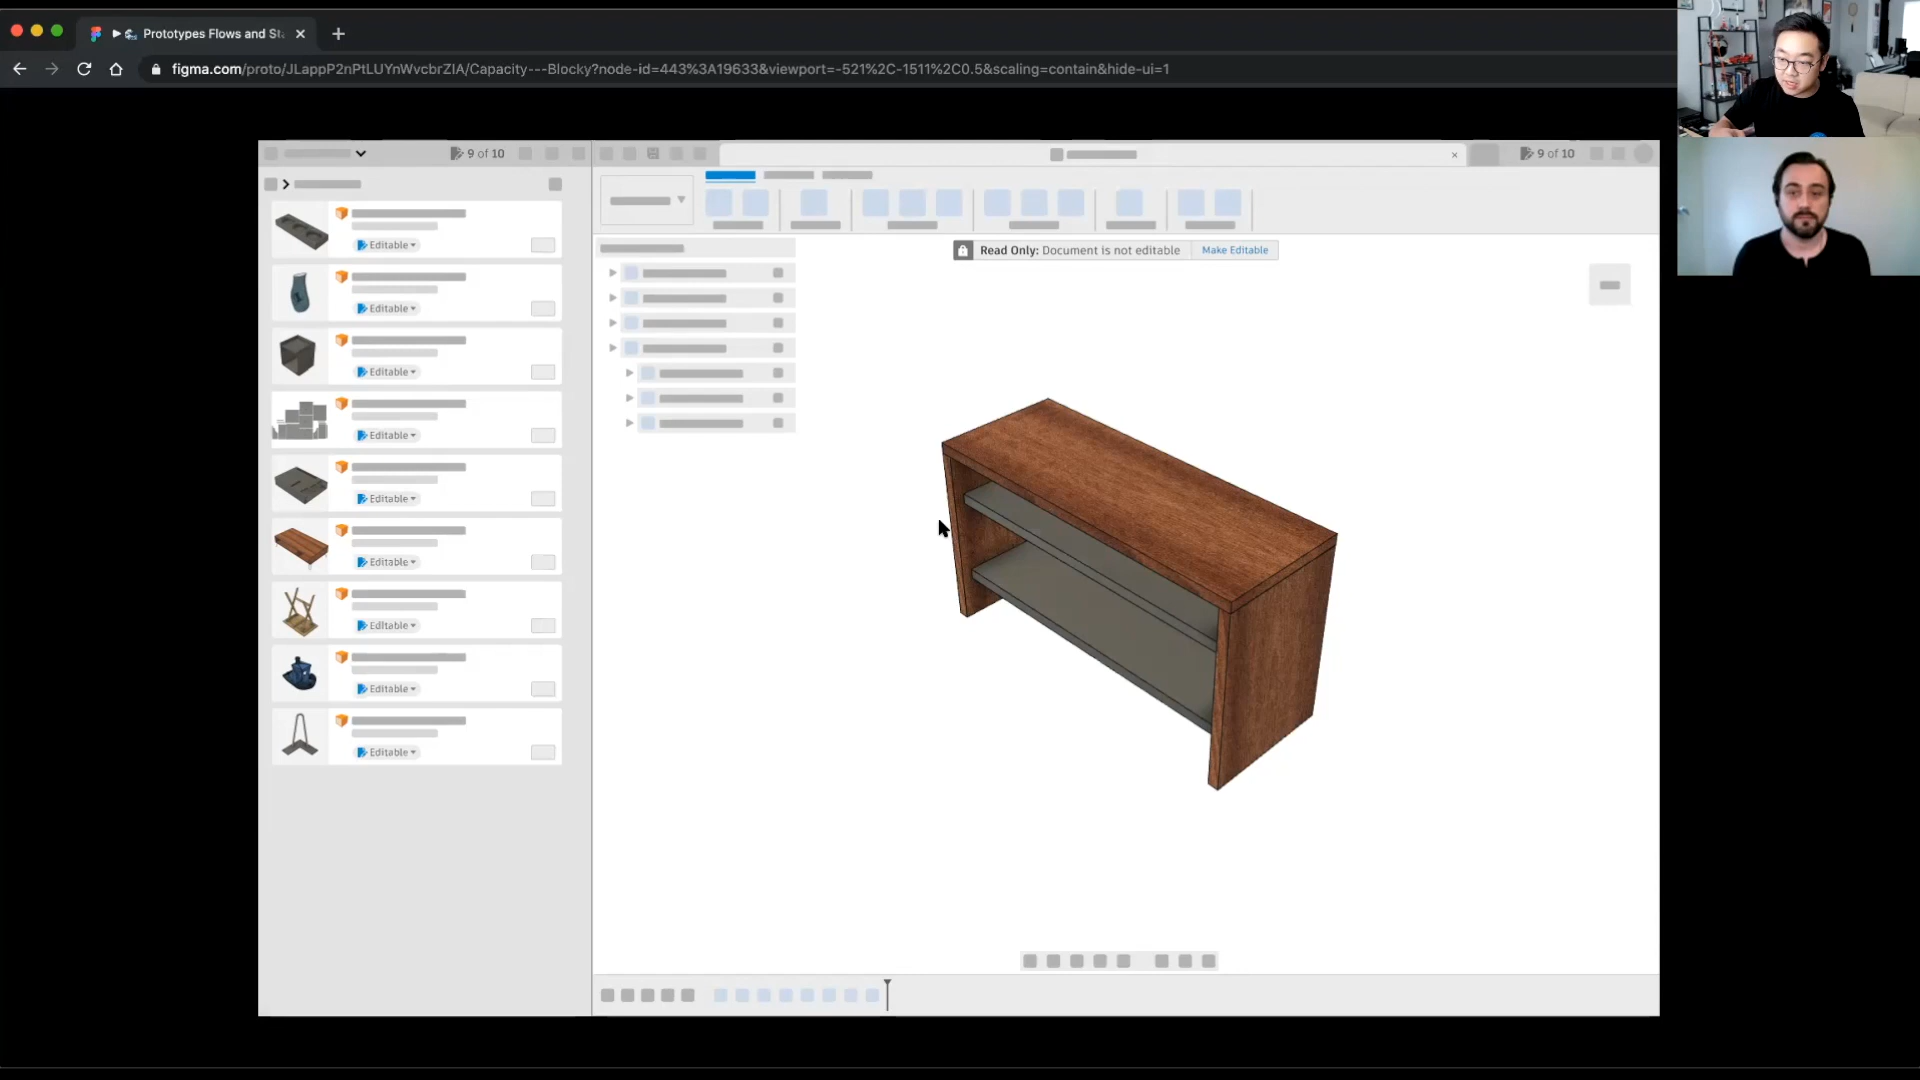 Prototypes Flows and Sta
figma.com/proto/JLappP2nPtLUYnWvcbrZIA/Capacity---Blocky?node-id=443%3A19633&viewport=-521%2C-1511%2C0.5&scaling=contain&hide-ui=1
9 of 10
9 of 10
Read Only: Document is not editable
Make Editable
Editable
Editable
Editable
Editable
Editable
Editable
Editable
Editable
Editable